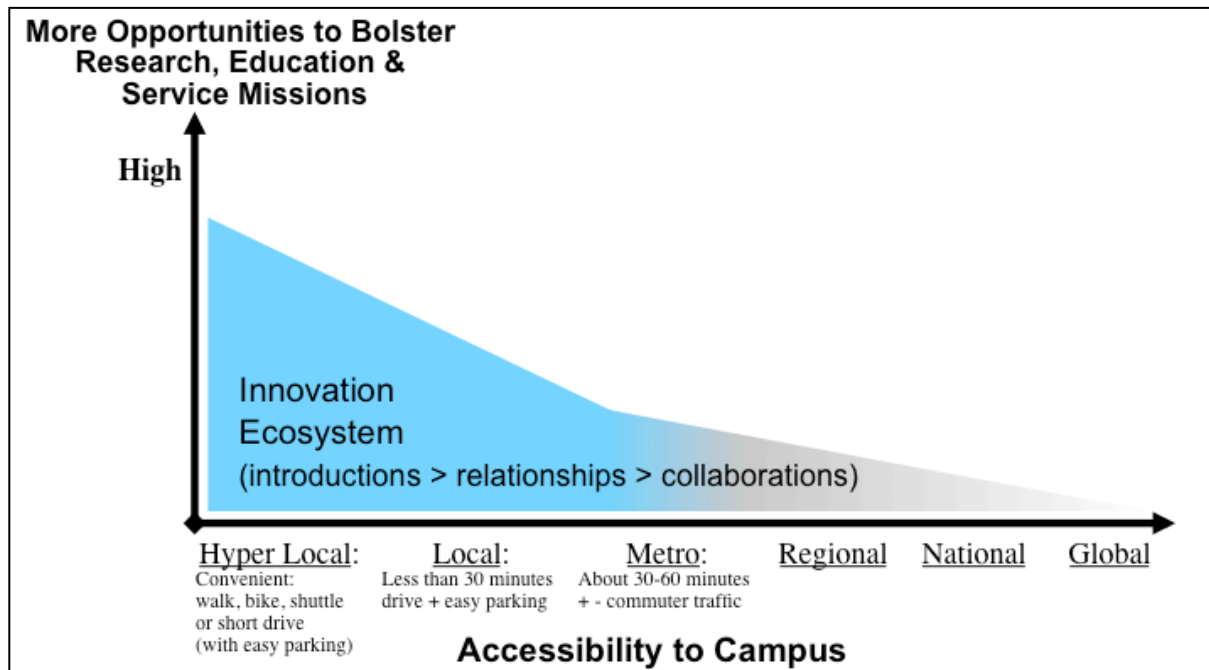 More Opportunities to Bolster
Research, Education &
Service Missions
High
Innovation
Ecosystem
(introductions > relationships > collaborations)
Hyper Local:
Convenient:
walk, bike, shuttle
or short drive
(with easy parking)
Local:
Less than 30 minutes
drive + easy parking
Metro:
About 30-60 minutes
+ - commuter traffic
Regional
National
Global
Accessibility to Campus